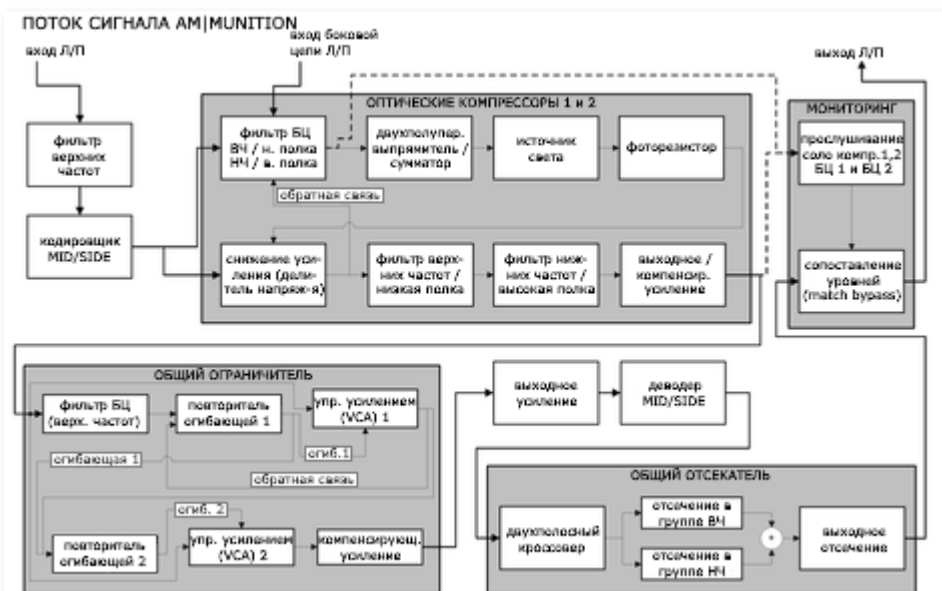 ПОТОК СИГНАЛА AM|MUNITION
вход Л/П
вход боковой
цепи Л/П
выход Л/П
фильтр
верхних
частот
кодировщик
MID/SIDE
ОПТИЧЕСКИЕ КОМПРЕССОРЫ 1 и 2
фильтр БЦ
ВЧ / н. полка
НЧ / в. полка
двухполупер.
выпрямитель /
сумматор
источник
света
фоторезистор
обратная связь
снижение уси-
ления (дели-
тель напряж-я)
фильтр верх-
них частот /
низкая полка
фильтр ниж-
них частот /
высокая полка
выходное /
компенсир.
усиление
МОНИТОРИНГ
прослушивание
соло компр.1,2
БЦ 1 и БЦ 2
сопоставление
уровней
(match bypass)
ОБЩИЙ ОГРАНИЧИТЕЛЬ
фильтр БЦ
(верх. частот)
повторитель
огибающей 1
упр. усилением
(VCA) 1
огибающая 1
огиб.1
обратная связь
огиб. 2
повторитель
огибающей 2
упр. усилением
(VCA) 2
компенсирующ.
усиление
выходное
усиление
деводер
MID/SIDE
ОБЩИЙ ОТСЕКАТЕЛЬ
двухполосный
кроссовер
отсечение в
группе ВЧ
отсечение в
группе НЧ
+
выходное
отсечение